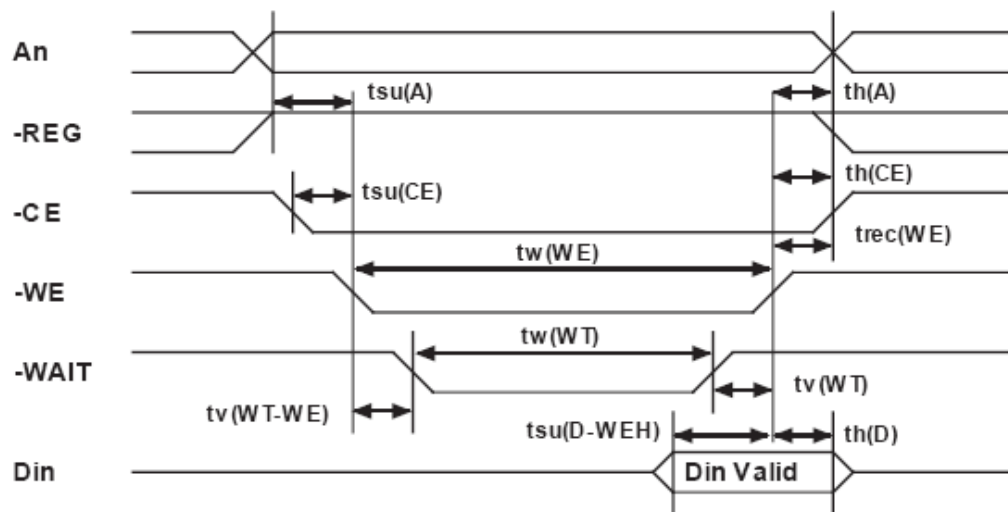 An
tsu(A)
th(A)
-REG
tsu(CE)
th(CE)
-CE
tw(WE)
trec(WE)
-WE
tw(WT)
-WAIT
tv(WT)
tv(WT-WE)
tsu(D-WEH)
th(D)
Din
Din Valid